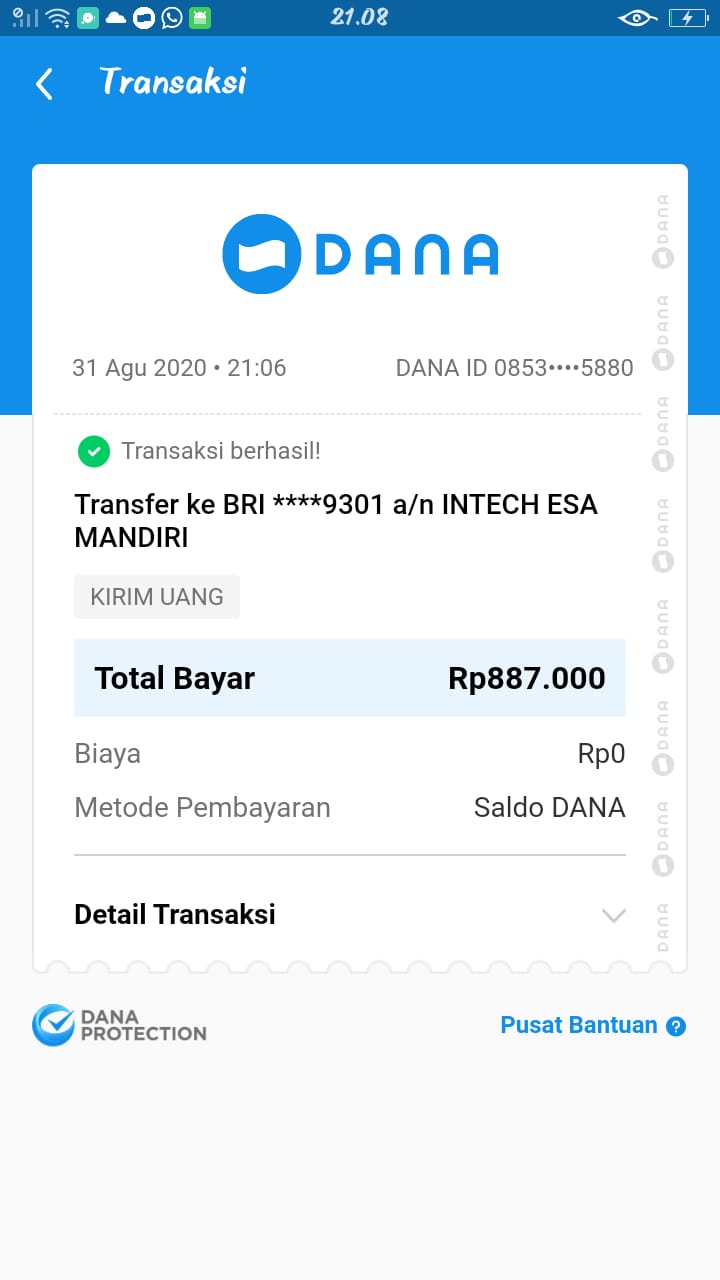 21.08
Transaksi
DANA
31 Agu 2020 • 21:06 DANA ID 0853••••5880
Transaksi berhasil!
Transfer ke BRI ****9301 a/n INTECH ESA
MANDIRI
KIRIM UANG
Total Bayar Rp887.000
Biaya Rp0
Metode Pembayaran Saldo DANA
Detail Transaksi
DANA
DANA
DANA
DANA
DANA
DANA
DANA
DANA
DANA
PROTECTION
Pusat Bantuan ?